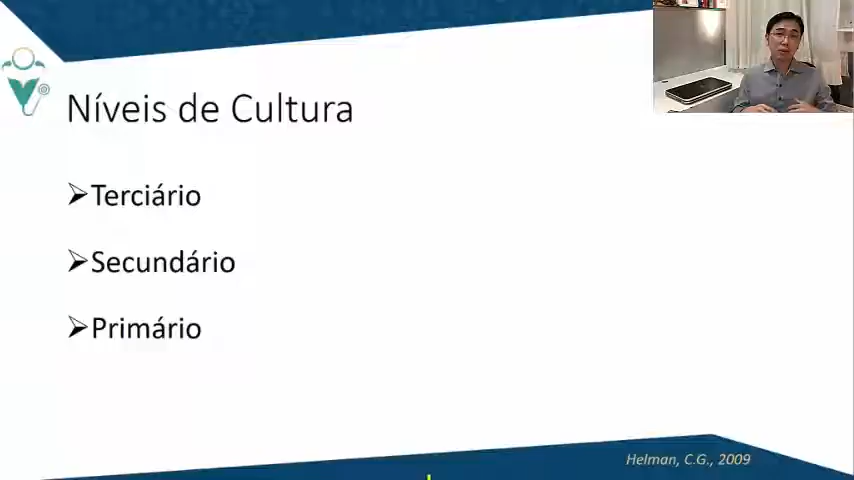 Níveis de Cultura
➢Terciário
➢Secundário
➢Primário
Helman, C.G., 2009